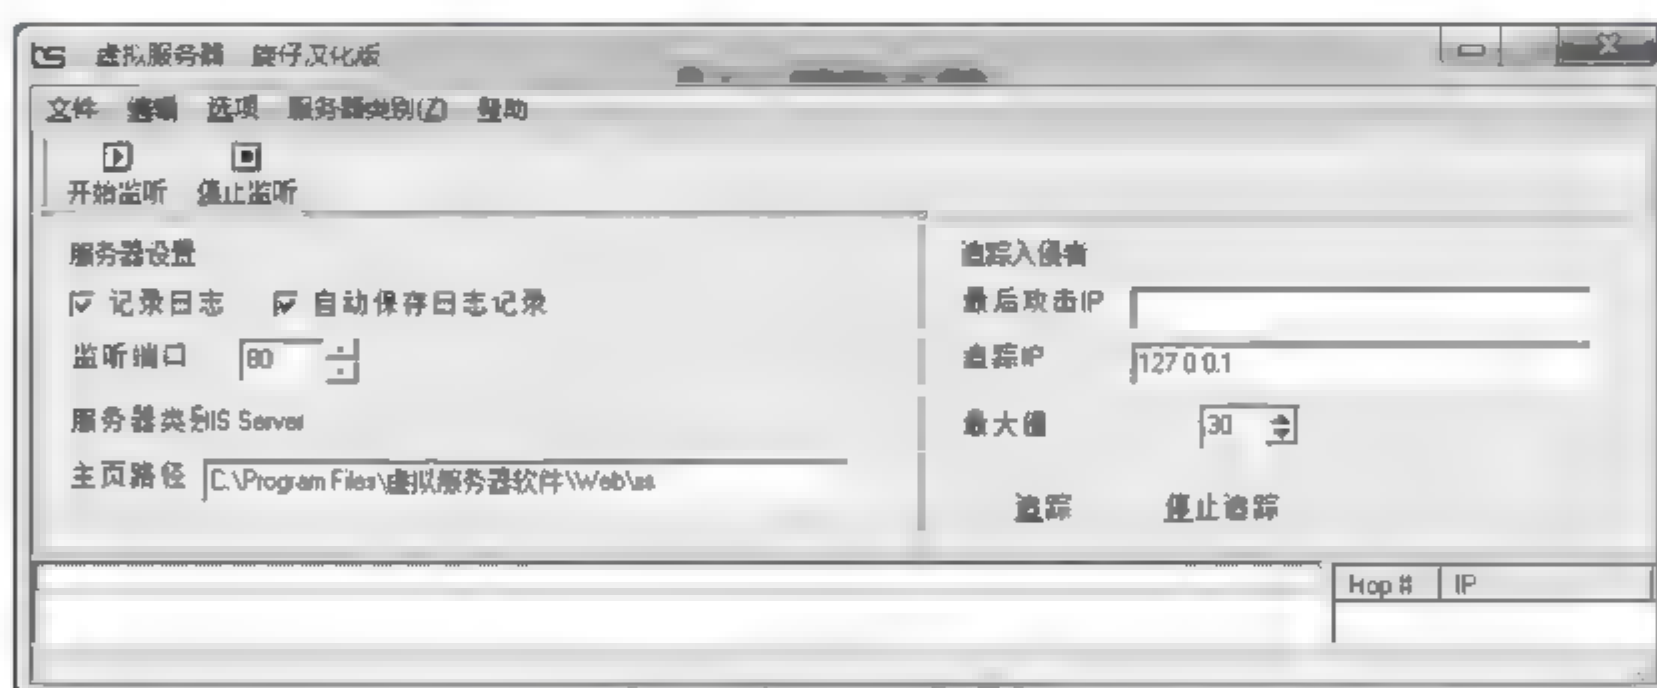 虚拟服务器 旋仔汉化版
文件 编辑 选项 服务器类别(Z) 帮助
开始监听 停止监听
服务器设置
记录日志 自动保存日志记录
监听端口 80
服务器类别IS Server
主页路径 C:\Program Files\虚拟服务器软件\Web\iis
追踪入侵者
最后攻击IP
追踪IP 127.0.0.1
最大值 30
追踪 停止追踪
Hop # IP